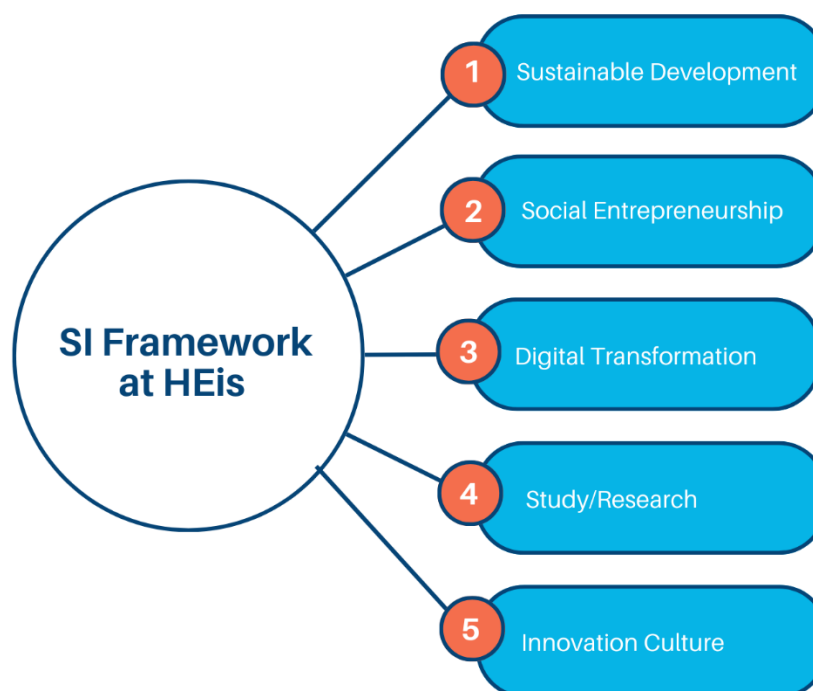 SI Framework
at HEis
1
Sustainable Development
2
Social Entrepreneurship
3
Digital Transformation
4
Study/Research
5
Innovation Culture